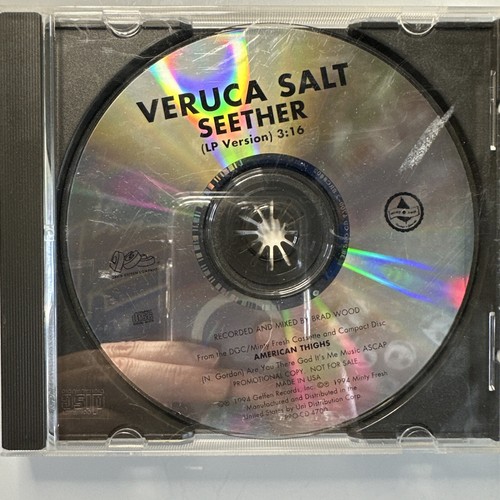 VERUCA SALT
SEETHER
(LP Version) 3:16
RECORDED AND MIXED BY BRAD WOOD
From the DGC/Minty Fresh Cassette and Compact Disc
AMERICAN THIGHS
(N. Gordon) Are You There God It's Me Music ASCAP
PROMOTIONAL COPY. NOT FOR SALE.
MADE IN USA
℗© 1994 Geffen Records, Inc. ©℗ 1994 Minty Fresh
Manufactured and Distributed in the
United States by Uni Distribution Corp.